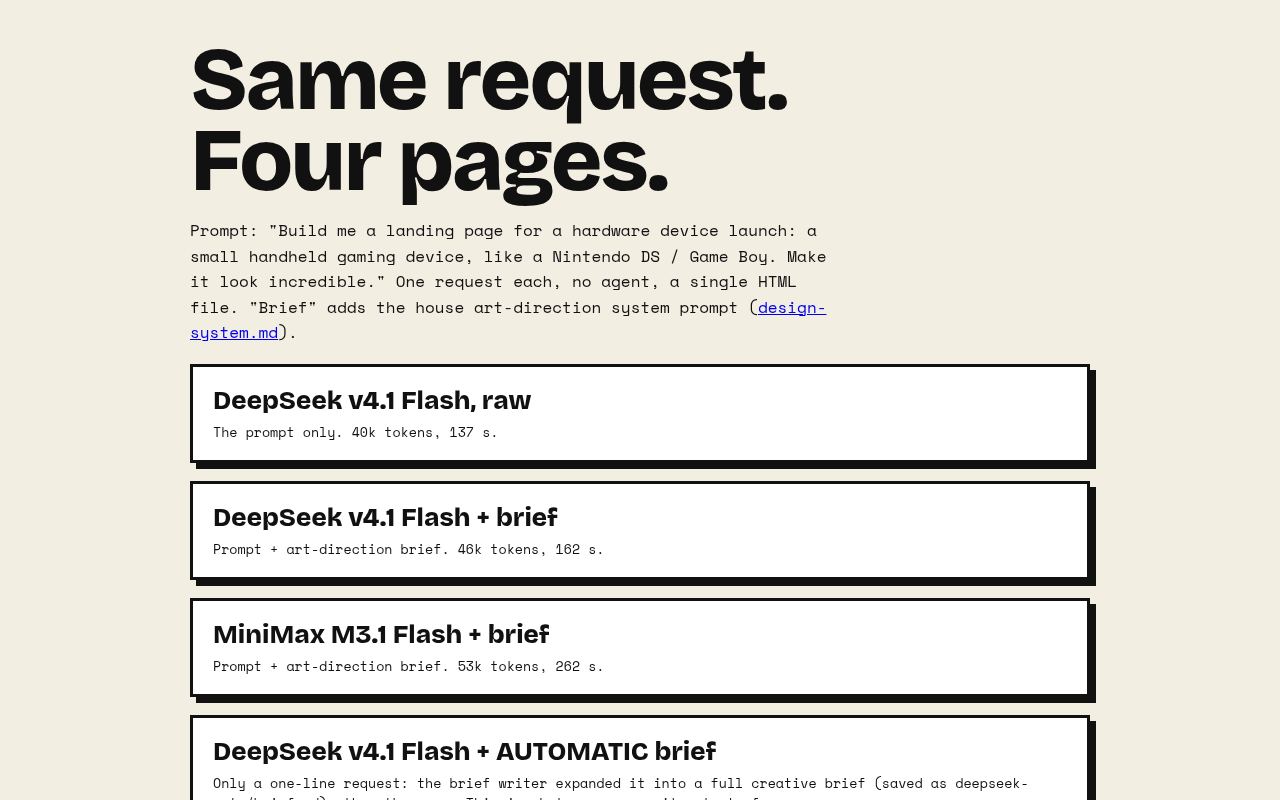 Same request.
Four pages.
Prompt: "Build me a landing page for a hardware device launch: a
small handheld gaming device, like a Nintendo DS / Game Boy. Make
it look incredible." One request each, no agent, a single HTML
file. "Brief" adds the house art-direction system prompt (design-
system.md).
DeepSeek v4.1 Flash, raw
The prompt only. 40k tokens, 137 s.
DeepSeek v4.1 Flash + brief
Prompt + art-direction brief. 46k tokens, 162 s.
MiniMax M3.1 Flash + brief
Prompt + art-direction brief. 53k tokens, 262 s.
DeepSeek v4.1 Flash + AUTOMATIC brief
Only a one-line request: the brief writer expanded it into a full creative brief (saved as deepseek-